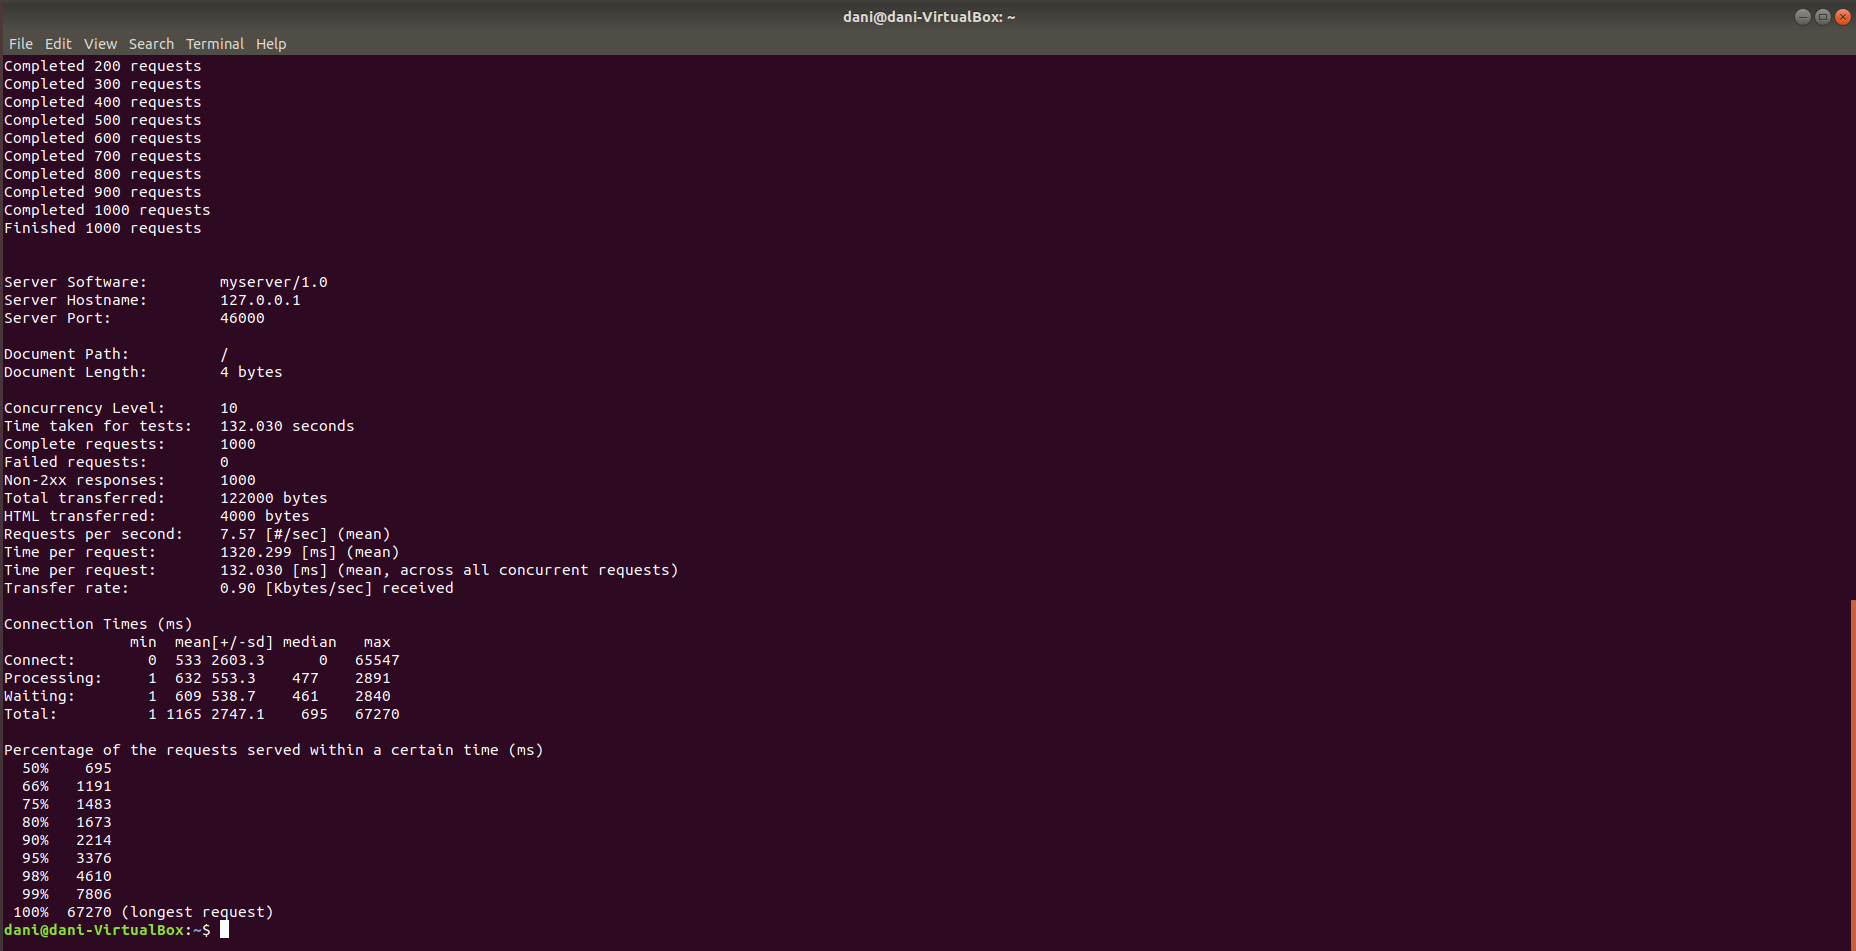 dani@dani-VirtualBox: ~
File Edit View Search Terminal Help
Completed 200 requests
Completed 300 requests
Completed 400 requests
Completed 500 requests
Completed 600 requests
Completed 700 requests
Completed 800 requests
Completed 900 requests
Completed 1000 requests
Finished 1000 requests
Server Software:        myserver/1.0
Server Hostname:        127.0.0.1
Server Port:            46000
Document Path:          /
Document Length:        4 bytes
Concurrency Level:      10
Time taken for tests:   132.030 seconds
Complete requests:      1000
Failed requests:        0
Non-2xx responses:      1000
Total transferred:      122000 bytes
HTML transferred:       4000 bytes
Requests per second:    7.57 [#/sec] (mean)
Time per request:       1320.299 [ms] (mean)
Time per request:       132.030 [ms] (mean, across all concurrent requests)
Transfer rate:          0.90 [Kbytes/sec] received
Connection Times (ms)
              min  mean[+/-sd] median   max
Connect:        0  533 2603.3      0   65547
Processing:     1  632 553.3    477    2891
Waiting:        1  609 538.7    461    2840
Total:          1 1165 2747.1    695   67270
Percentage of the requests served within a certain time (ms)
  50%    695
  66%   1191
  75%   1483
  80%   1673
  90%   2214
  95%   3376
  98%   4610
  99%   7806
 100%  67270 (longest request)
dani@dani-VirtualBox:~$